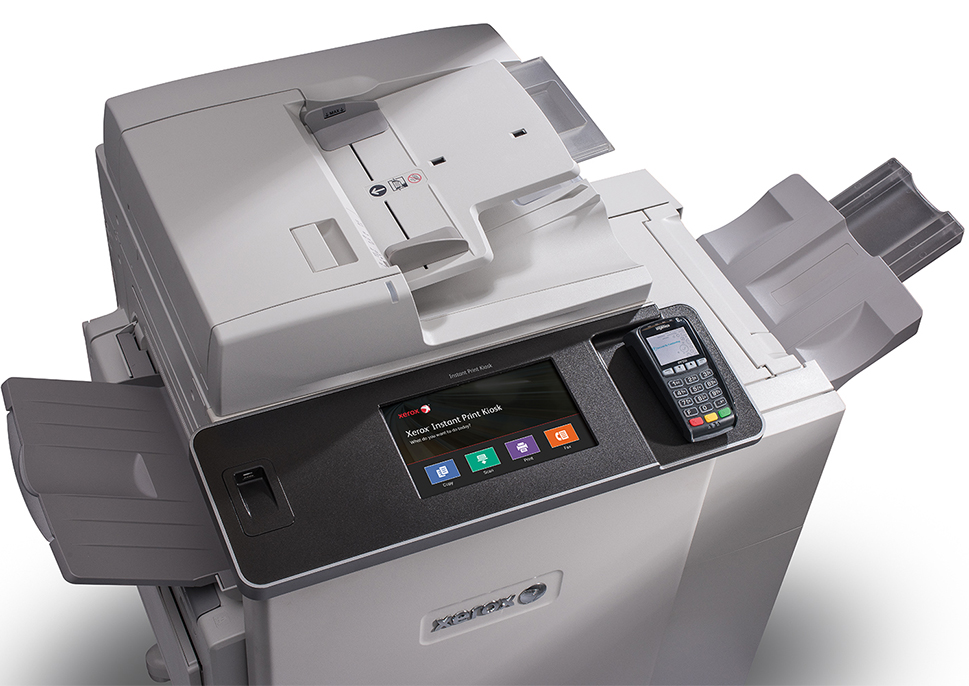 Instant Print Kiosk
xerox
Xerox® Instant Print Kiosk
What do you want to do today?
Copy
Scan
Print
Fax
xerox